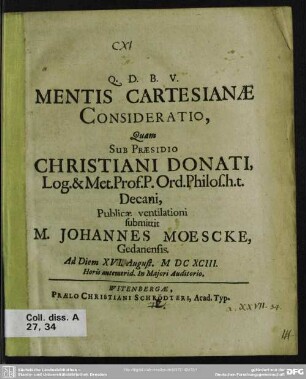 CXI
Q. D. B. V.
MENTIS CARTESIANÆ
CONSIDERATIO,
Quam
SUB PRÆSIDIO
CHRISTIANI DONATI,
Log. & Met. Prof. P. Ord. Philos. h. t.
Decani,
Publicæ ventilationi
submittit
M. JOHANNES MOESCKE,
Gedanensis.
Ad Diem XVI. August. M DC XCIII.
Horis antemerid. In Majori Auditorio.
WITENBERGÆ,
PRÆLO CHRISTIANI SCHRÖDTERI, Acad. Typ.
Coll. diss. A
27, 34